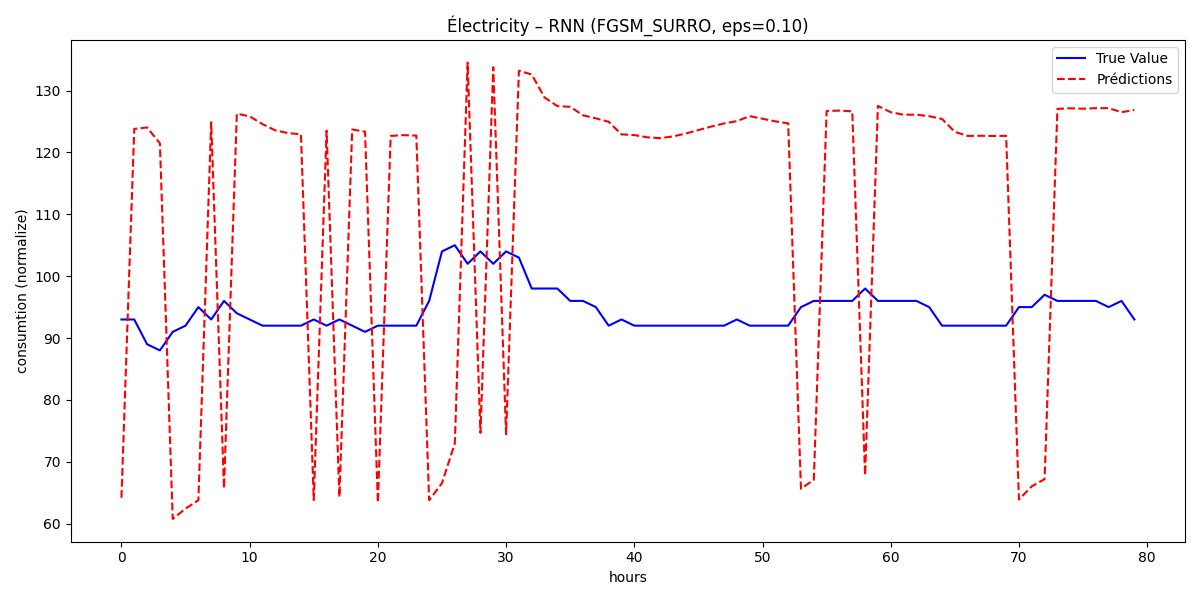 Électricity – RNN (FGSM_SURRO, eps=0.10)
True Value
Prédictions
consumtion (normalize)
130
120
110
100
90
80
70
60
0 10 20 30 40 50 60 70 80
hours